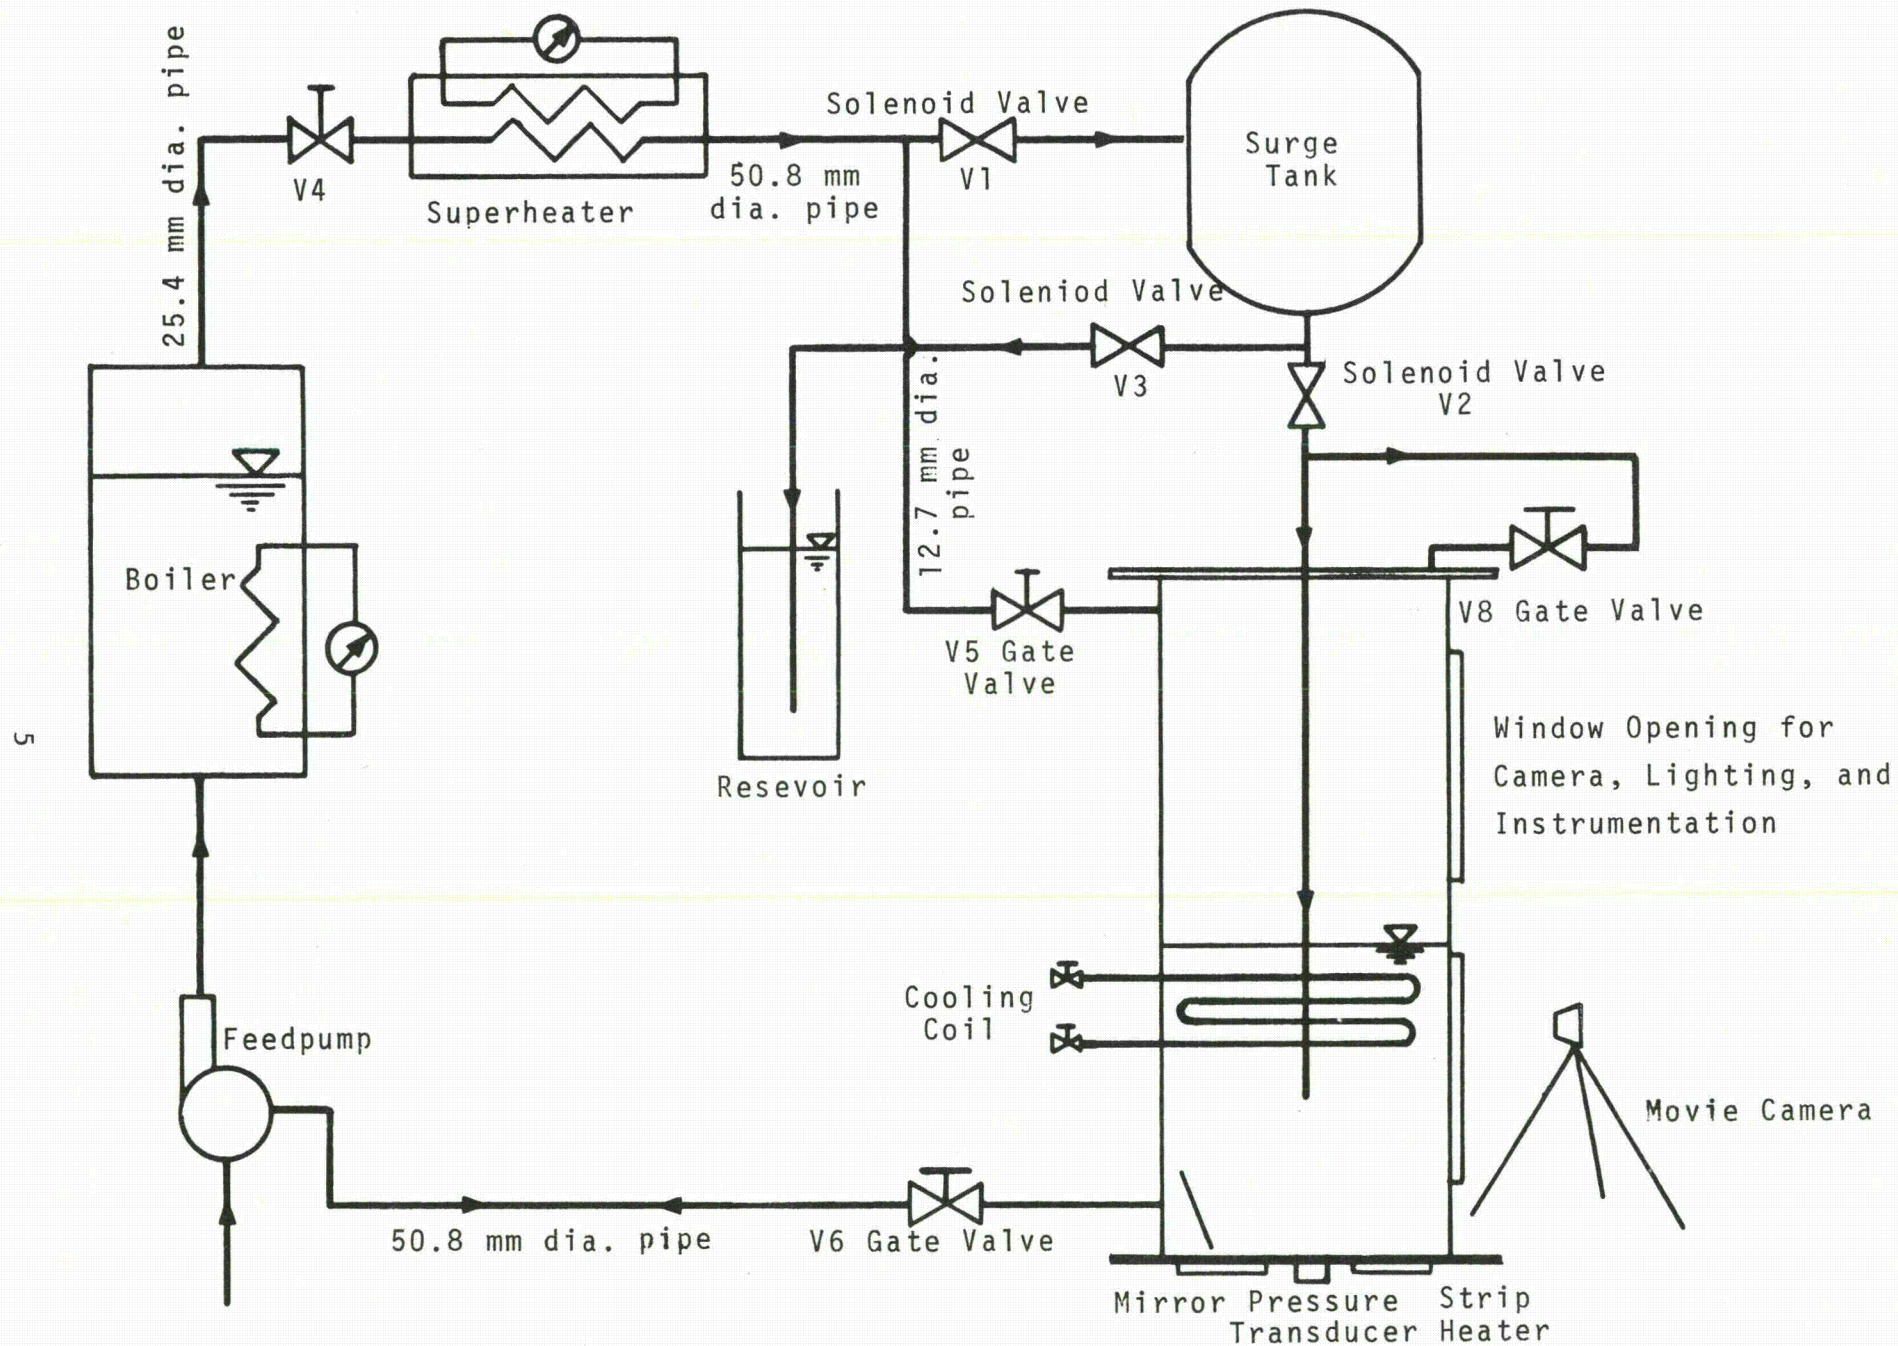 25.4 mm dia. pipe
V4
Superheater
50.8 mm
dia. pipe
Solenoid Valve
V1
Surge
Tank
Soleniod Valve
V3
Solenoid Valve
V2
12.7 mm dia.
pipe
Boiler
V5 Gate
Valve
V8 Gate Valve
Resevoir
Window Opening for
Camera, Lighting, and
Instrumentation
5
Cooling
Coil
Feedpump
Movie Camera
50.8 mm dia. pipe
V6 Gate Valve
Mirror
Pressure
Transducer
Strip
Heater